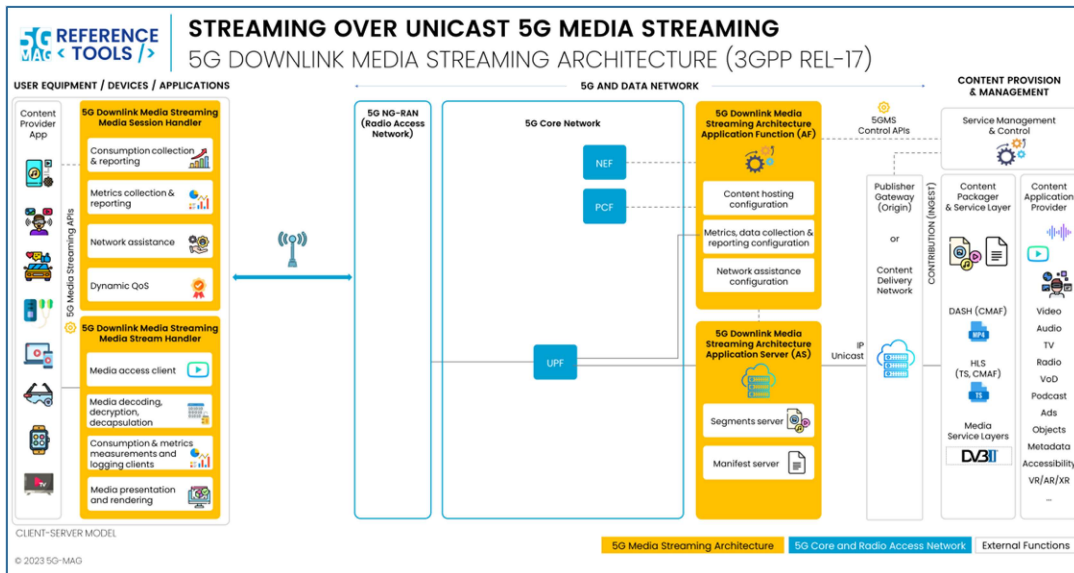 5G MAG REFERENCE TOOLS
STREAMING OVER UNICAST 5G MEDIA STREAMING
5G DOWNLINK MEDIA STREAMING ARCHITECTURE (3GPP REL-17)
USER EQUIPMENT / DEVICES / APPLICATIONS
Content
Provider
App
5G Media Streaming APIs
5G Downlink Media Streaming
Media Session Handler
Consumption collection
& reporting
Metrics collection &
reporting
Network assistance
Dynamic QoS
5G Downlink Media Streaming
Media Stream Handler
Media access client
Media decoding,
decryption,
decapsulation
Consumption & metrics
measurements and
logging clients
Media presentation
and rendering
TV
CLIENT-SERVER MODEL
© 2023 5G-MAG
5G AND DATA NETWORK
5G NG-RAN
(Radio Access
Network)
5G Core Network
NEF
PCF
UPF
5G Downlink Media
Streaming Architecture
Application Function (AF)
Content hosting
configuration
Metrics, data collection &
reporting configuration
Network assistance
configuration
5G Downlink Media
Streaming Architecture
Application Server (AS)
Segments server
Manifest server
5GMS
Control APIs
IP
Unicast
Publisher
Gateway
(Origin)
or
Content
Delivery
Network
CONTRIBUTION (INGEST)
CONTENT PROVISION
& MANAGEMENT
Service Management
& Control
Content
Packager
& Service Layer
DASH (CMAF)
MP4
HLS
(TS, CMAF)
TS
Media
Service Layers
DVB
Content
Application
Provider
Video
Audio
TV
Radio
VoD
Podcast
Ads
Objects
Metadata
Accessibility
VR/AR/XR
...
5G Media Streaming Architecture
5G Core and Radio Access Network
External Functions